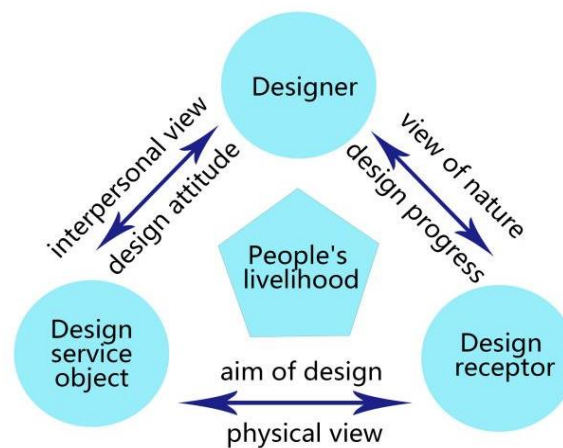 Designer
interpersonal view
design attitude
view of nature
design progress
People's
livelihood
Design
service
object
Design
receptor
aim of design
physical view